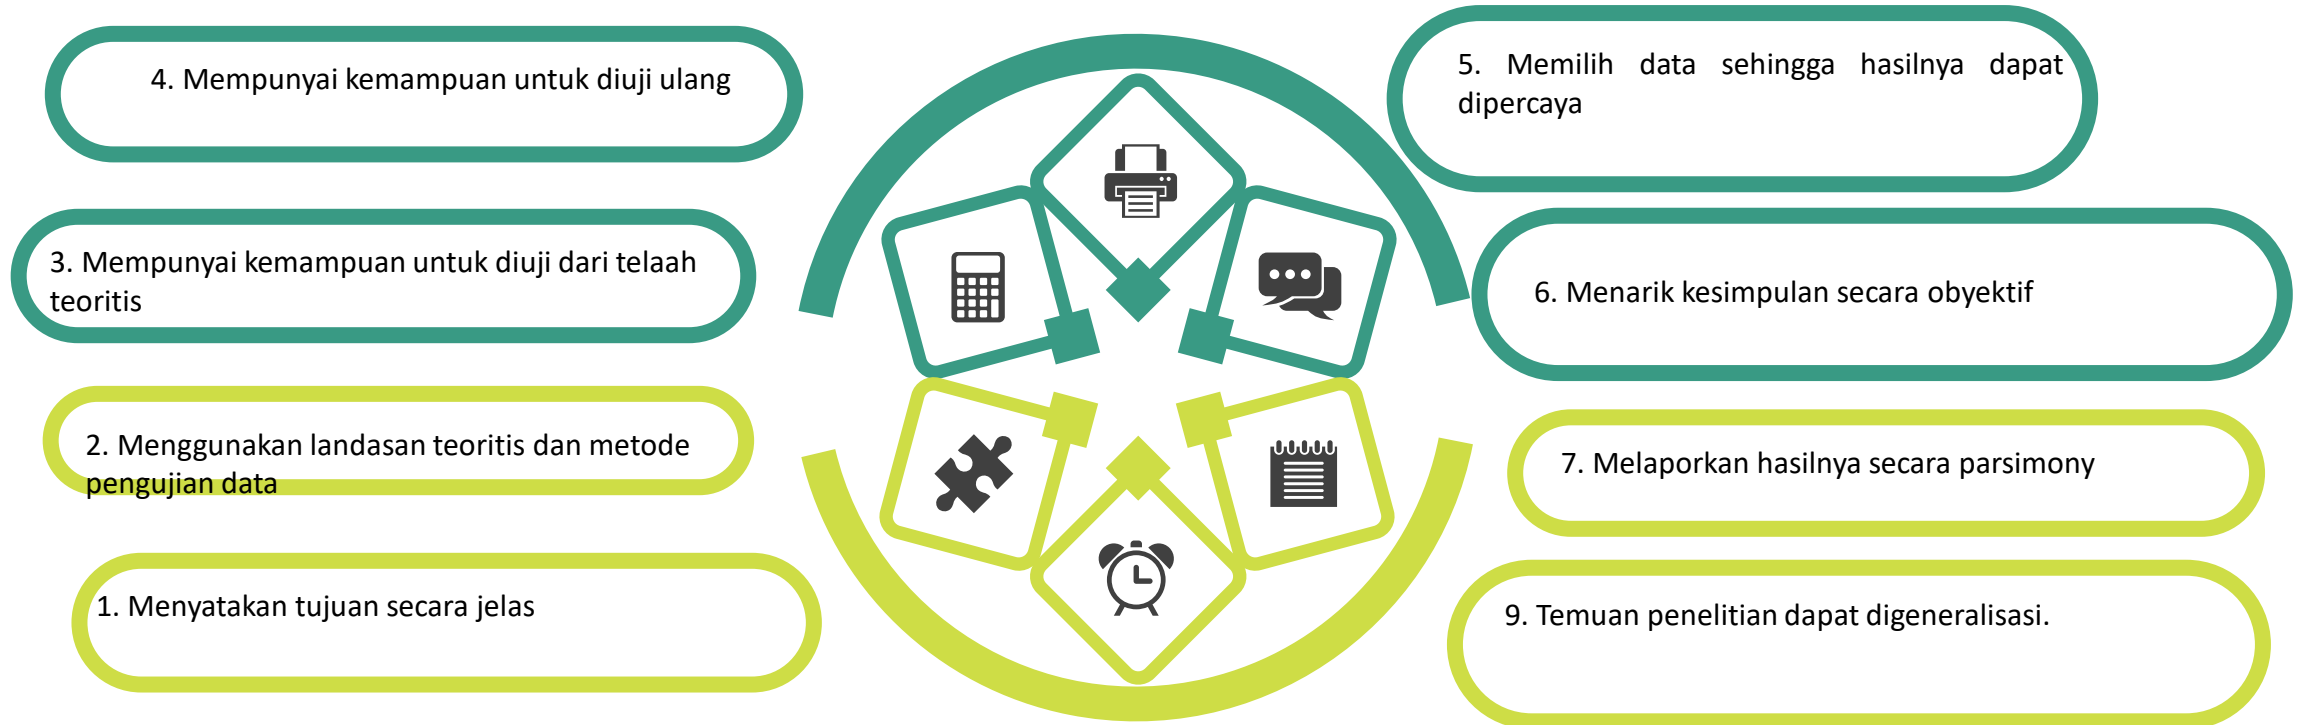 4. Mempunyai kemampuan untuk diuji ulang
3. Mempunyai kemampuan untuk diuji dari telaah
teoritis
2. Menggunakan landasan teoritis dan metode
pengujian data
1. Menyatakan tujuan secara jelas
5. Memilih data sehingga hasilnya dapat
dipercaya
6. Menarik kesimpulan secara obyektif
7. Melaporkan hasilnya secara parsimony
9. Temuan penelitian dapat digeneralisasi.